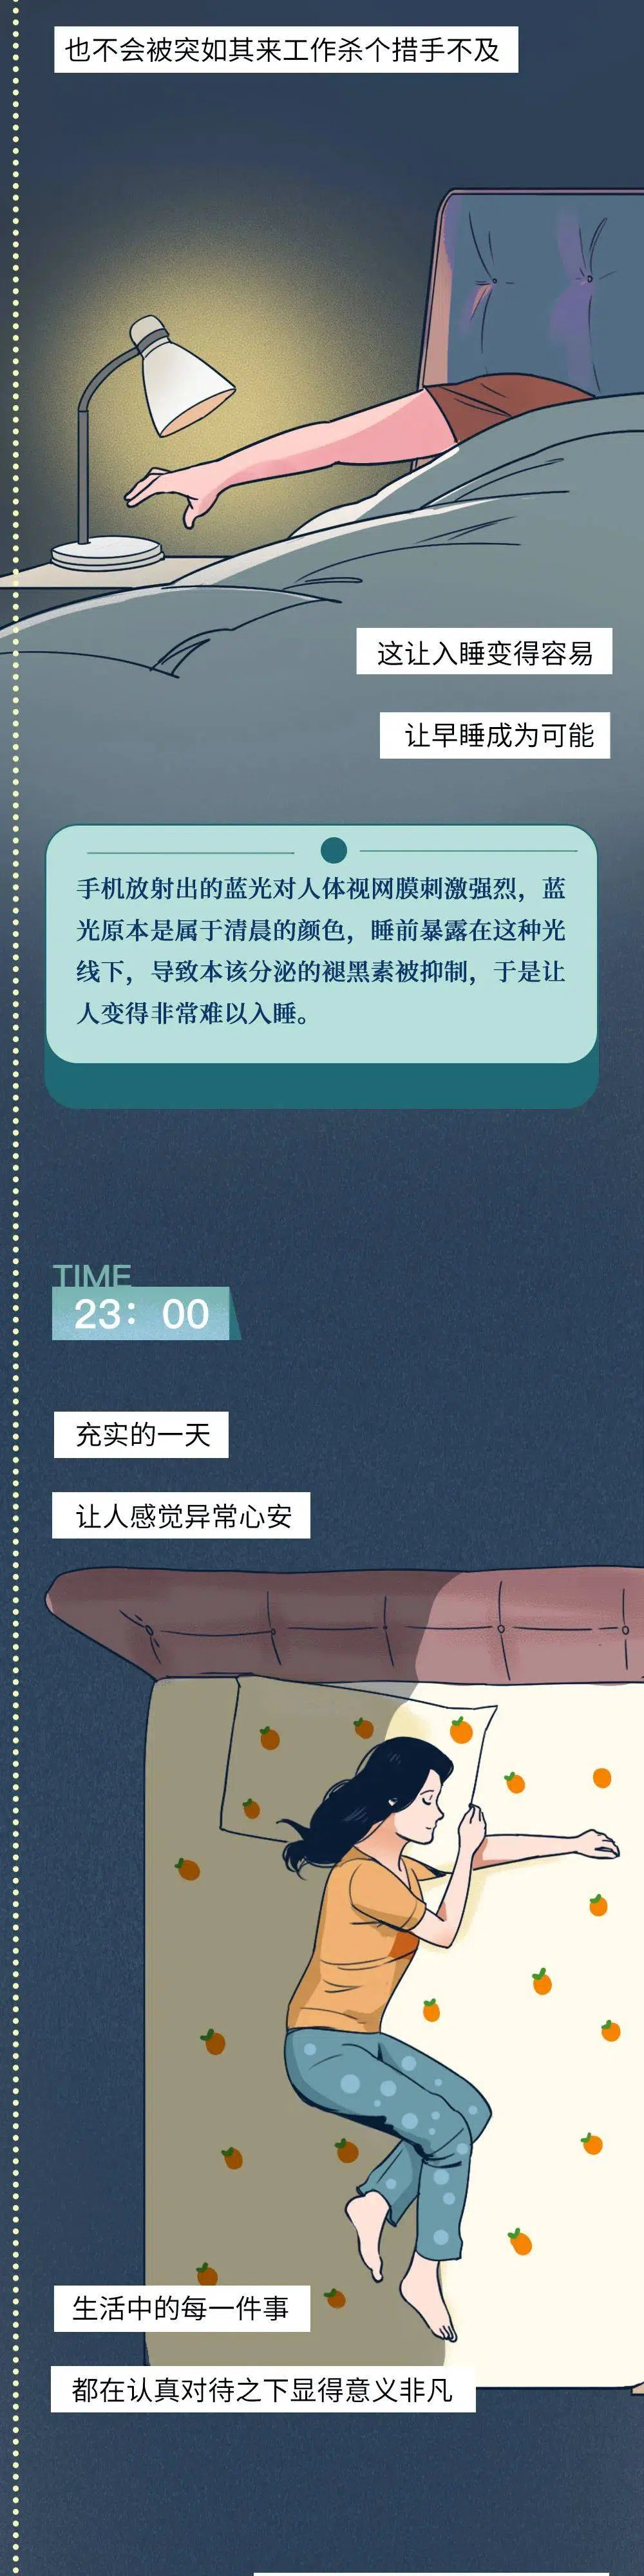 也不会被突如其来工作杀个措手不及
这让入睡变得容易
让早睡成为可能
手机放射出的蓝光对人体视网膜刺激强烈，蓝
光原本是属于清晨的颜色，睡前暴露在这种光
线下，导致本该分泌的褪黑素被抑制，于是让
人变得非常难以入睡。
TIME
23：00
充实的一天
让人感觉异常心安
生活中的每一件事
都在认真对待之下显得意义非凡